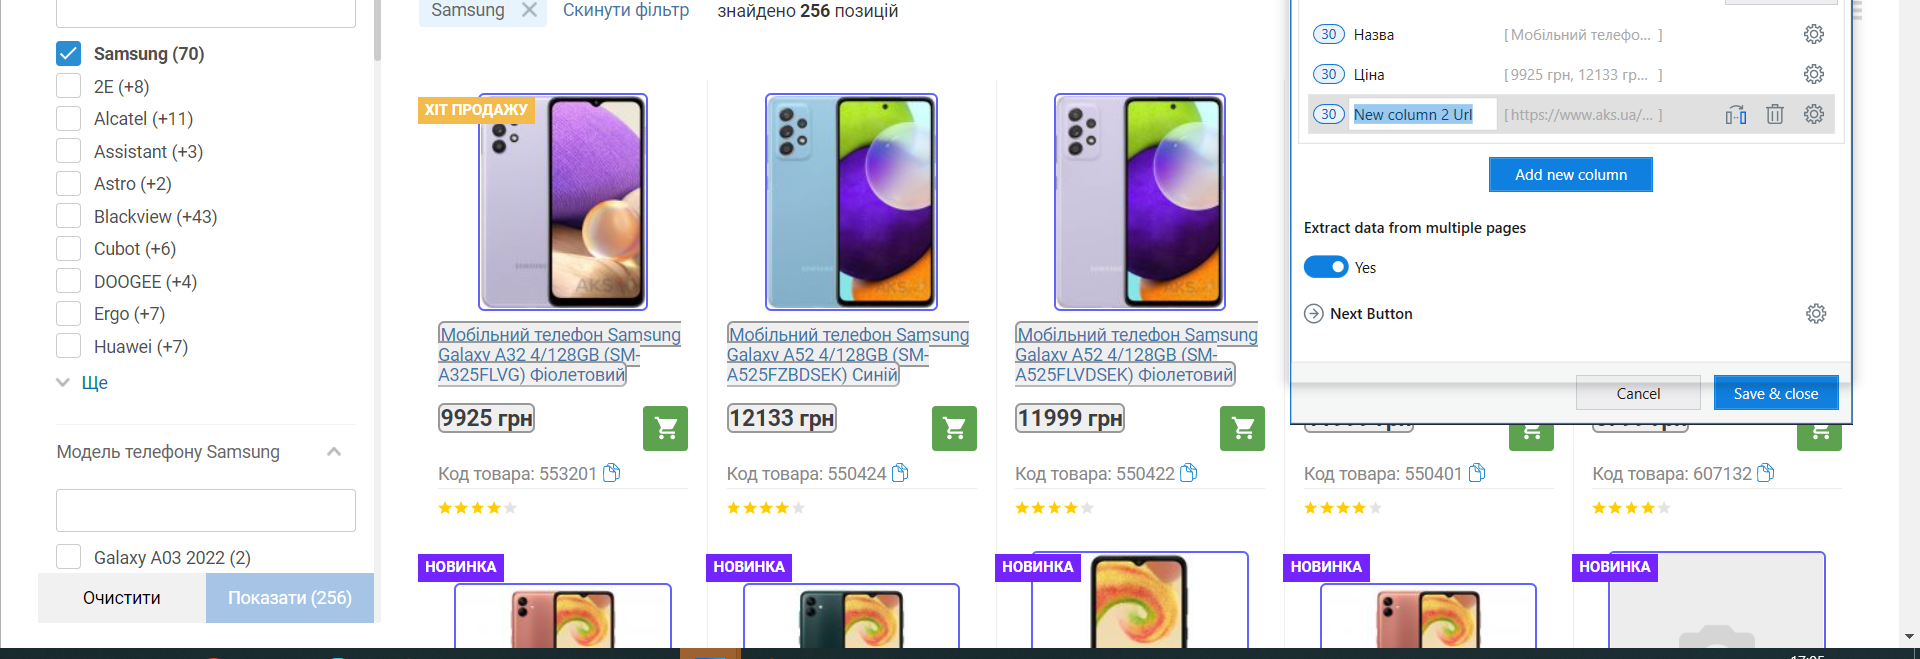 Samsung
Скинути фільтр
знайдено 256 позицій
Samsung (70)
2E (+8)
Alcatel (+11)
Assistant (+3)
Astro (+2)
Blackview (+43)
Cubot (+6)
DOOGEE (+4)
Ergo (+7)
Huawei (+7)
Ще
Модель телефону Samsung
Galaxy A03 2022 (2)
Очистити
Показати (256)
ХІТ ПРОДАЖУ
Мобільний телефон Samsung
Galaxy A32 4/128GB (SM-
A325FLVG) Фіолетовий
9925 грн
Код товара: 553201
Мобільний телефон Samsung
Galaxy A52 4/128GB (SM-
A525FZBDSEK) Синій
12133 грн
Код товара: 550424
Мобільний телефон Samsung
Galaxy A52 4/128GB (SM-
A525FLVDSEK) Фіолетовий
11999 грн
Код товара: 550422
Код товара: 550401
Код товара: 607132
НОВИНКА
НОВИНКА
НОВИНКА
НОВИНКА
НОВИНКА
30 Назва [ Мобільний телефо... ]
30 Ціна [ 9925 грн, 12133 гр... ]
30 New column 2 Url [ https://www.aks.ua/... ]
Add new column
Extract data from multiple pages
Yes
Next Button
Cancel
Save & close